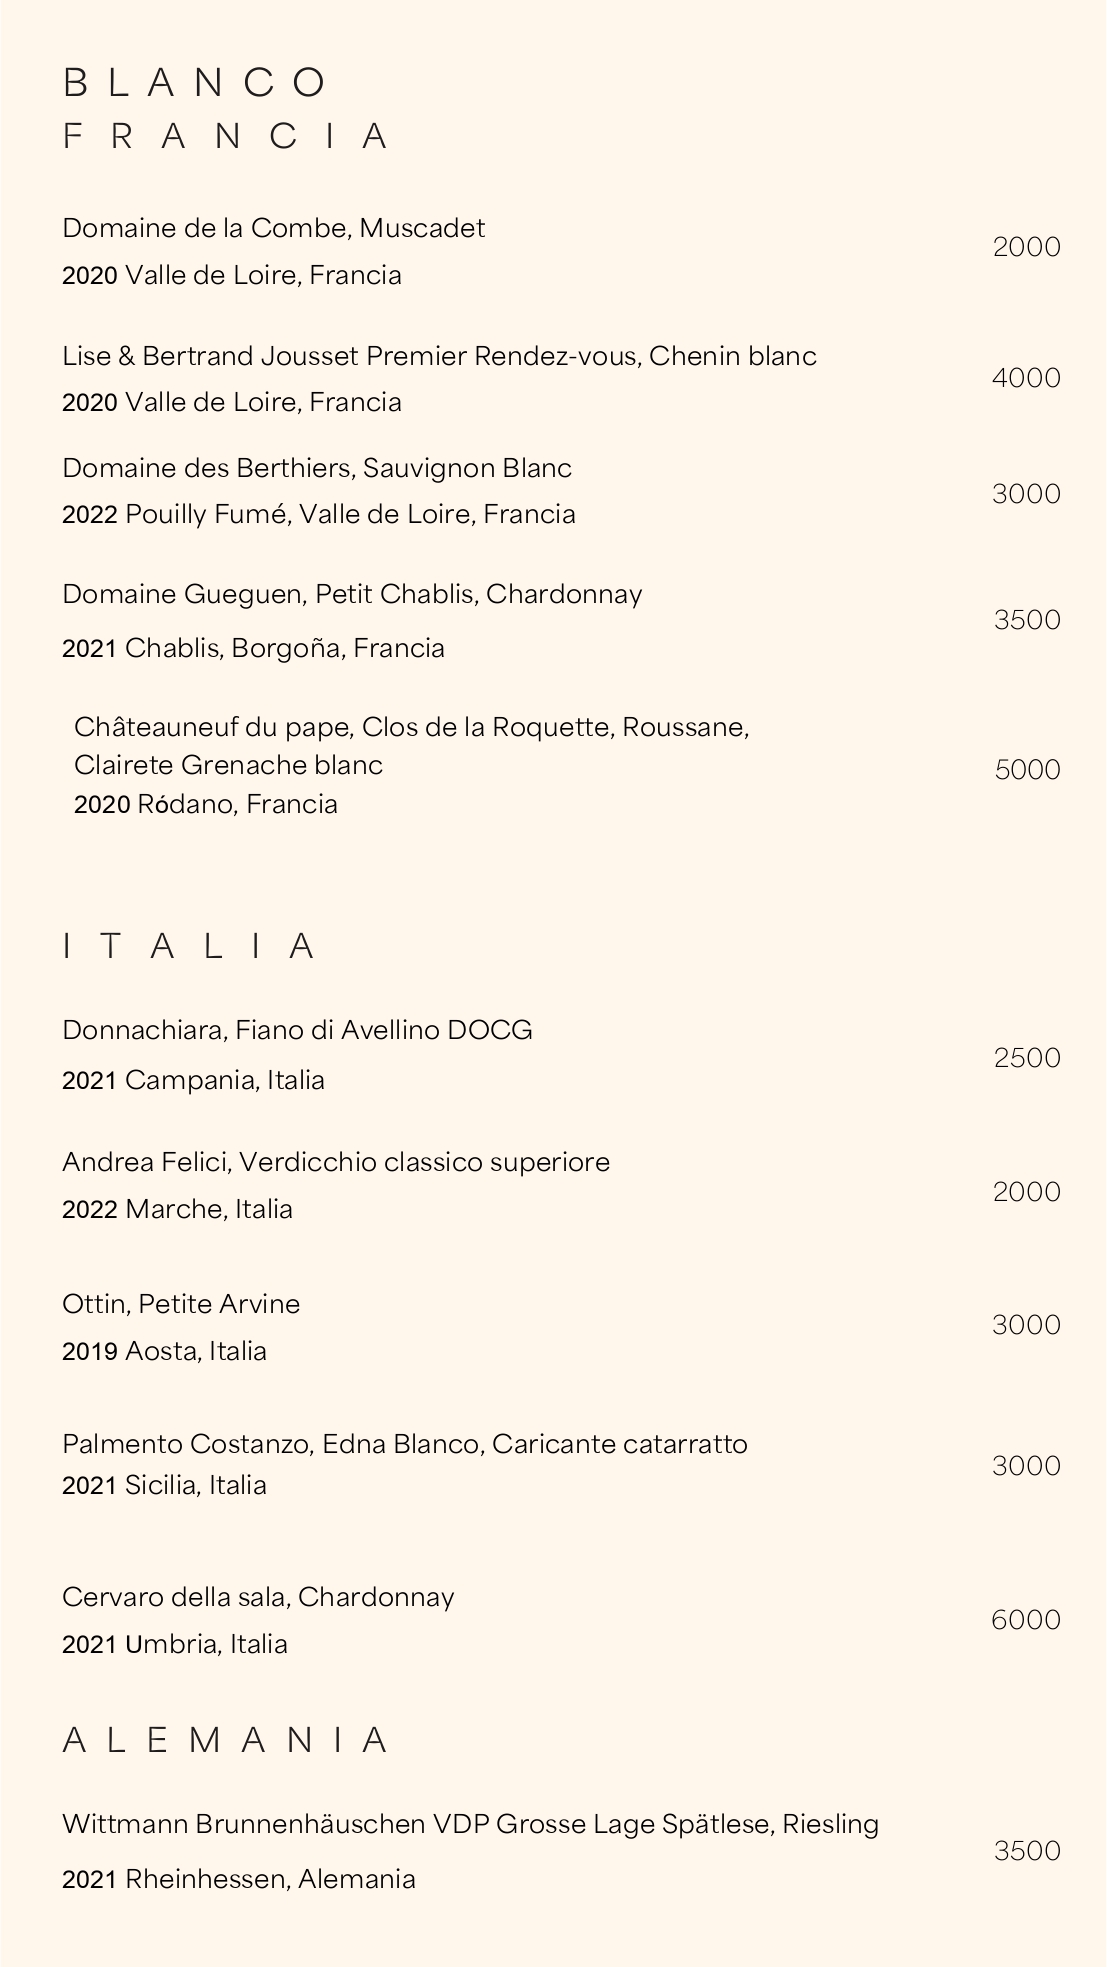 BLANCO
FRANCIA
Domaine de la Combe, Muscadet
2000
2020 Valle de Loire, Francia
Lise & Bertrand Jousset Premier Rendez-vous, Chenin blanc
4000
2020 Valle de Loire, Francia
Domaine des Berthiers, Sauvignon Blanc
3000
2022 Pouilly Fumé, Valle de Loire, Francia
Domaine Gueguen, Petit Chablis, Chardonnay
3500
2021 Chablis, Borgoña, Francia
Châteauneuf du pape, Clos de la Roquette, Roussane,
Clairete Grenache blanc
5000
2020 Ródano, Francia
ITALIA
Donnachiara, Fiano di Avellino DOCG
2500
2021 Campania, Italia
Andrea Felici, Verdicchio classico superiore
2000
2022 Marche, Italia
Ottin, Petite Arvine
3000
2019 Aosta, Italia
Palmento Costanzo, Edna Blanco, Caricante catarratto
3000
2021 Sicilia, Italia
Cervaro della sala, Chardonnay
6000
2021 Umbria, Italia
ALEMANIA
Wittmann Brunnenhäuschen VDP Grosse Lage Spätlese, Riesling
3500
2021 Rheinhessen, Alemania